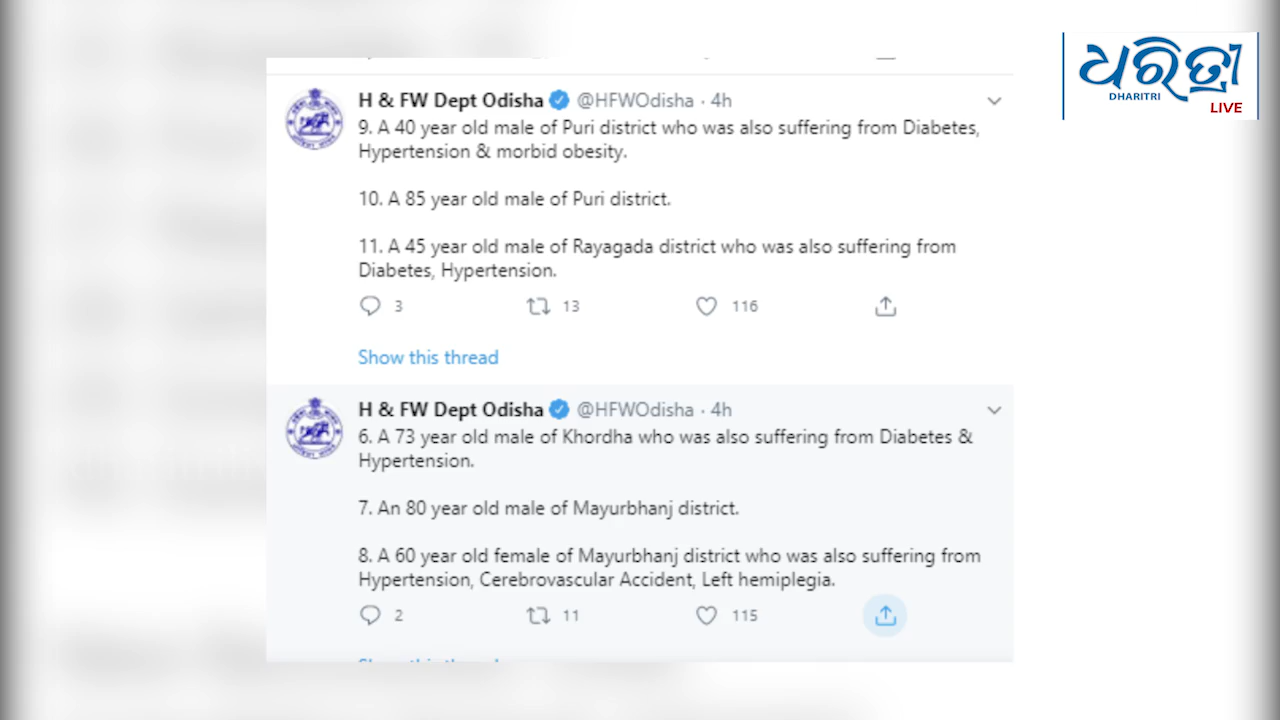 ଧରିତ୍ରୀ
DHARITRI
LIVE
H & FW Dept Odisha @HFWOdisha · 4h
9. A 40 year old male of Puri district who was also suffering from Diabetes,
Hypertension & morbid obesity.
10. A 85 year old male of Puri district.
11. A 45 year old male of Rayagada district who was also suffering from
Diabetes, Hypertension.
3 13 116
Show this thread
H & FW Dept Odisha @HFWOdisha · 4h
6. A 73 year old male of Khordha who was also suffering from Diabetes &
Hypertension.
7. An 80 year old male of Mayurbhanj district.
8. A 60 year old female of Mayurbhanj district who was also suffering from
Hypertension, Cerebrovascular Accident, Left hemiplegia.
2 11 115